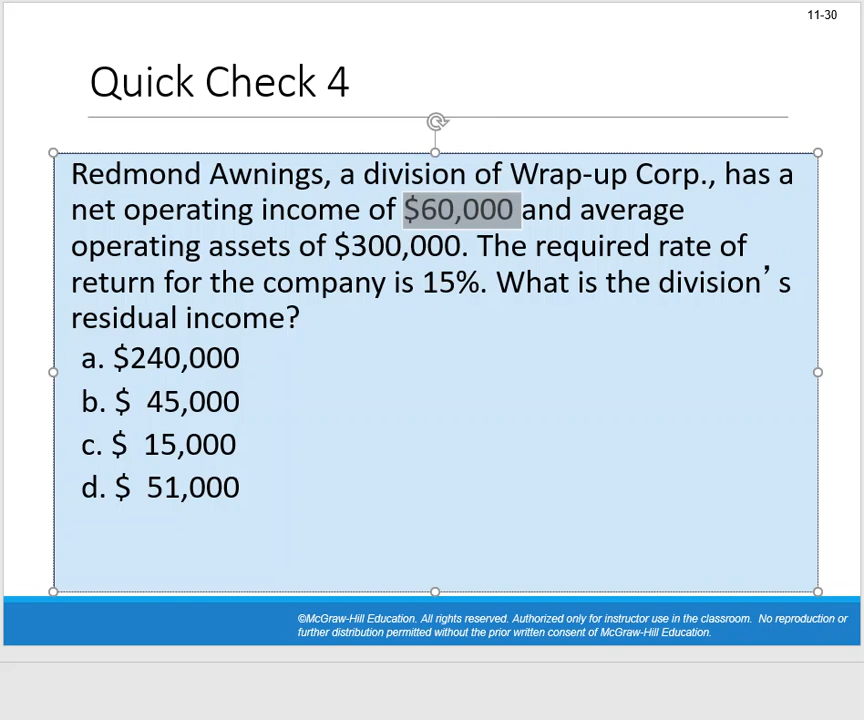 11-30
Quick Check 4
Redmond Awnings, a division of Wrap-up Corp., has a
net operating income of $60,000 and average
operating assets of $300,000. The required rate of
return for the company is 15%. What is the division’s
residual income?
a. $240,000
b. $  45,000
c. $  15,000
d. $  51,000
©McGraw-Hill Education. All rights reserved. Authorized only for instructor use in the classroom.  No reproduction or
further distribution permitted without the prior written consent of McGraw-Hill Education.